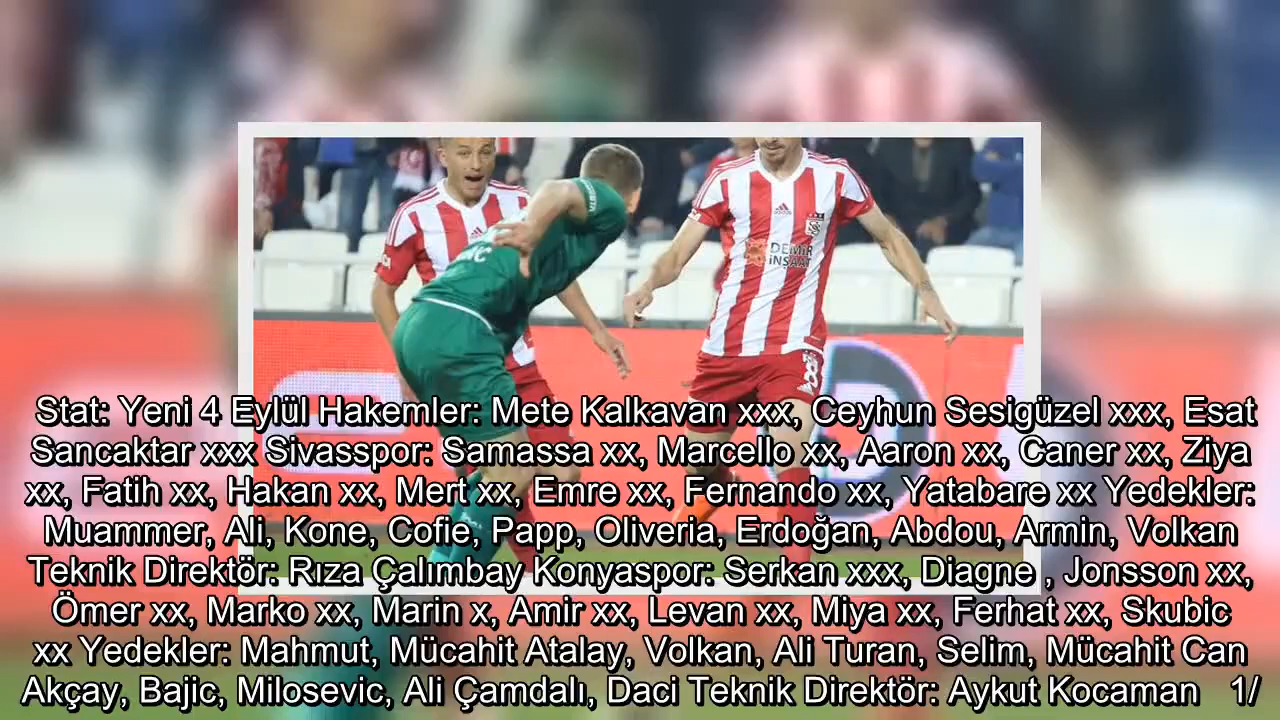 DEMİR
İNŞAAT
Stat: Yeni 4 Eylül Hakemler: Mete Kalkavan xxx, Ceyhun Sesigüzel xxx, Esat
Sancaktar xxx Sivasspor: Samassa xx, Marcello xx, Aaron xx, Caner xx, Ziya
xx, Fatih xx, Hakan xx, Mert xx, Emre xx, Fernando xx, Yatabare xx Yedekler:
Muammer, Ali, Kone, Cofie, Papp, Oliveria, Erdoğan, Abdou, Armin, Volkan
Teknik Direktör: Rıza Çalımbay Konyaspor: Serkan xxx, Diagne , Jonsson xx,
Ömer xx, Marko xx, Marin x, Amir xx, Levan xx, Miya xx, Ferhat xx, Skubic
xx Yedekler: Mahmut, Mücahit Atalay, Volkan, Ali Turan, Selim, Mücahit Can
Akçay, Bajic, Milosevic, Ali Çamdalı, Daci Teknik Direktör: Aykut Kocaman 1/